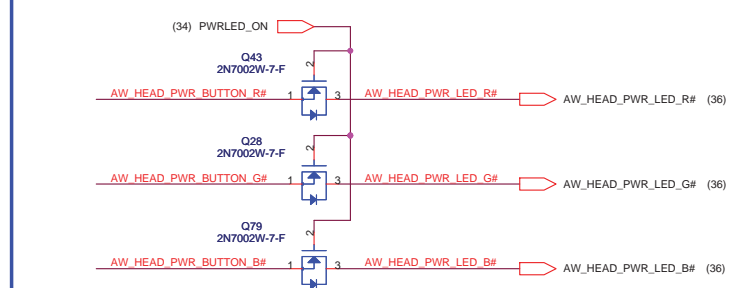 (34) PWRLED_ON
Q43
2N7002W-7-F
2
AW_HEAD_PWR_BUTTON_R# 1 3 AW_HEAD_PWR_LED_R# AW_HEAD_PWR_LED_R# (36)
Q28
2N7002W-7-F
2
AW_HEAD_PWR_BUTTON_G# 1 3 AW_HEAD_PWR_LED_G# AW_HEAD_PWR_LED_G# (36)
Q79
2N7002W-7-F
2
AW_HEAD_PWR_BUTTON_B# 1 3 AW_HEAD_PWR_LED_B# AW_HEAD_PWR_LED_B# (36)